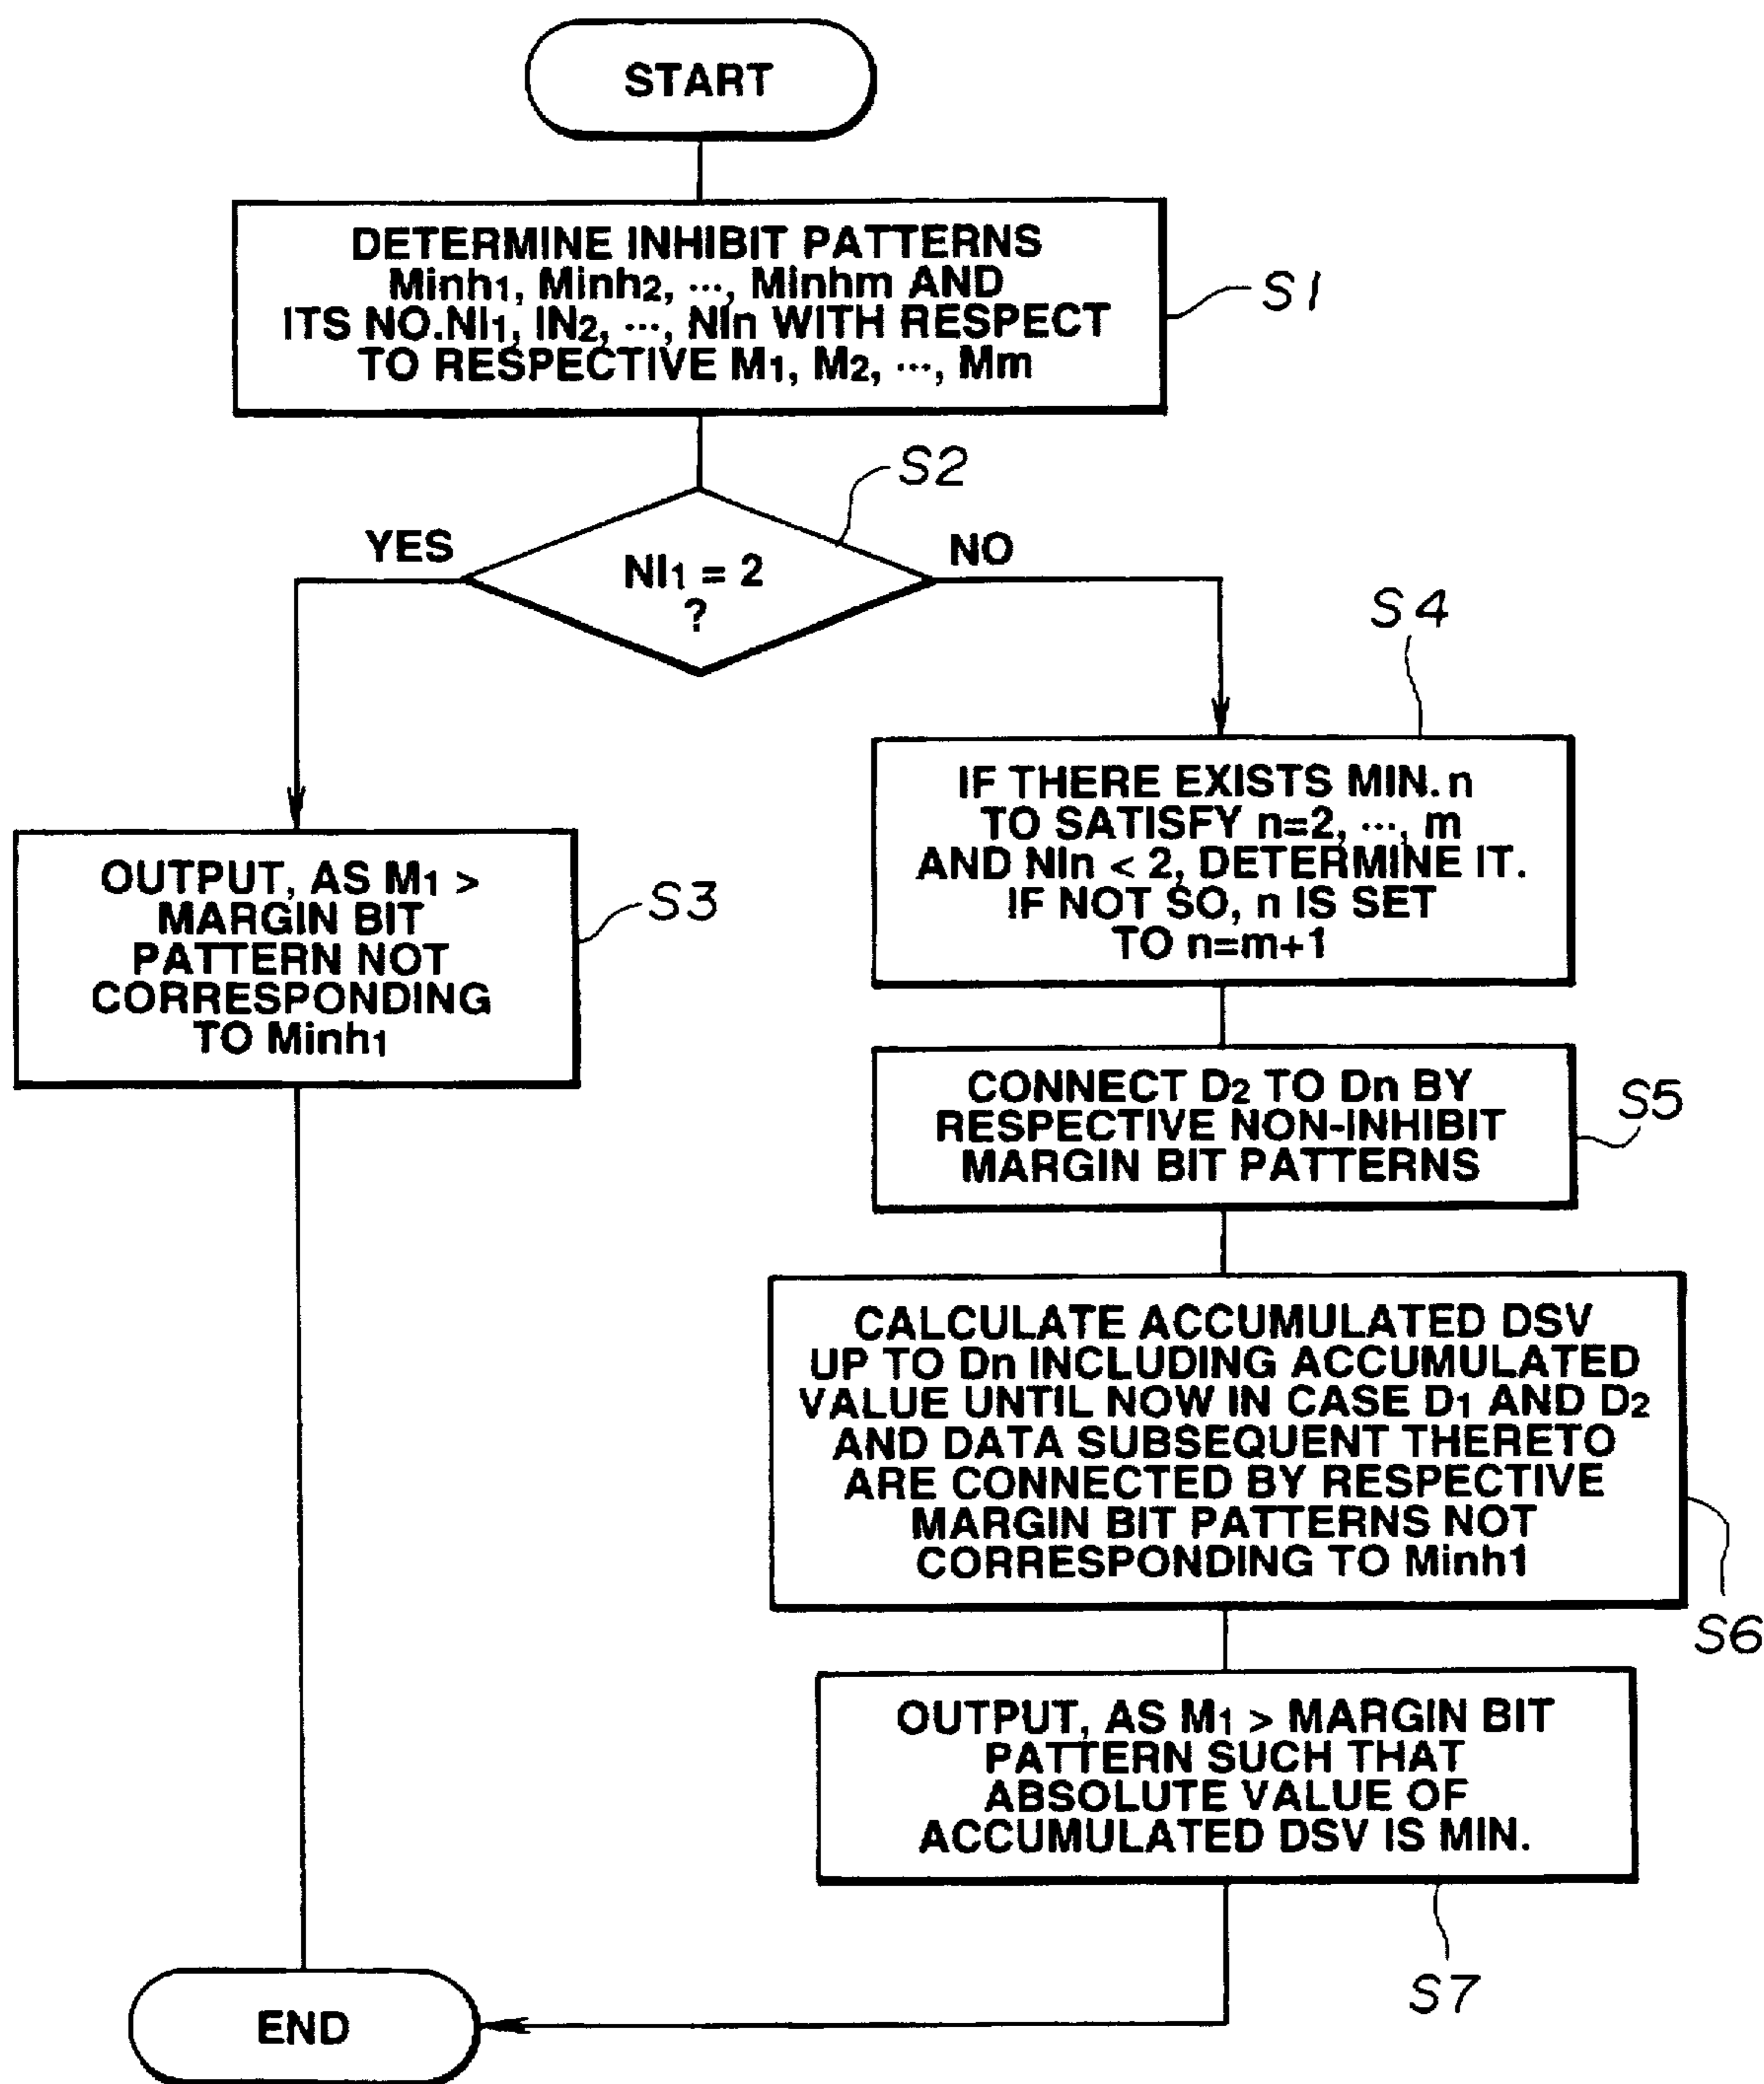 START
DETERMINE INHIBIT PATTERNS
Minh1, Minh2, ···, Minhm AND
ITS NO.NI1, IN2, ···, NIn WITH RESPECT
TO RESPECTIVE M1, M2, ···, Mm
S1
S2
YES
NO
NI1 = 2
?
S4
IF THERE EXISTS MIN. n
TO SATISFY n=2, ···, m
AND NIn < 2, DETERMINE IT.
IF NOT SO, n IS SET
TO n=m+1
OUTPUT, AS M1 >
MARGIN BIT
PATTERN NOT
CORRESPONDING
TO Minh1
S3
CONNECT D2 TO Dn BY
RESPECTIVE NON-INHIBIT
MARGIN BIT PATTERNS
S5
CALCULATE ACCUMULATED DSV
UP TO Dn INCLUDING ACCUMULATED
VALUE UNTIL NOW IN CASE D1 AND D2
AND DATA SUBSEQUENT THERETO
ARE CONNECTED BY RESPECTIVE
MARGIN BIT PATTERNS NOT
CORRESPONDING TO Minh1
S6
OUTPUT, AS M1 > MARGIN BIT
PATTERN SUCH THAT
ABSOLUTE VALUE OF
ACCUMULATED DSV IS MIN.
S7
END